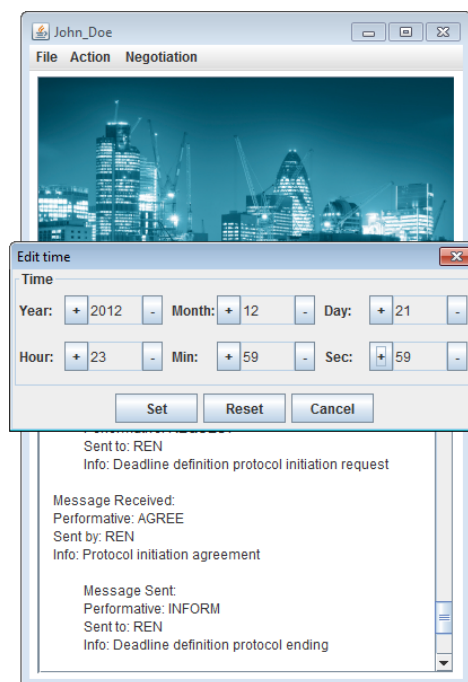 John_Doe
File Action Negotiation
Edit time
Time
Year: + 2012 - Month: + 12 - Day: + 21 -
Hour: + 23 - Min: + 59 - Sec: + 59 -
Set Reset Cancel
Performative: REQUEST
Sent to: REN
Info: Deadline definition protocol initiation request
Message Received:
Performative: AGREE
Sent by: REN
Info: Protocol initiation agreement
Message Sent:
Performative: INFORM
Sent to: REN
Info: Deadline definition protocol ending